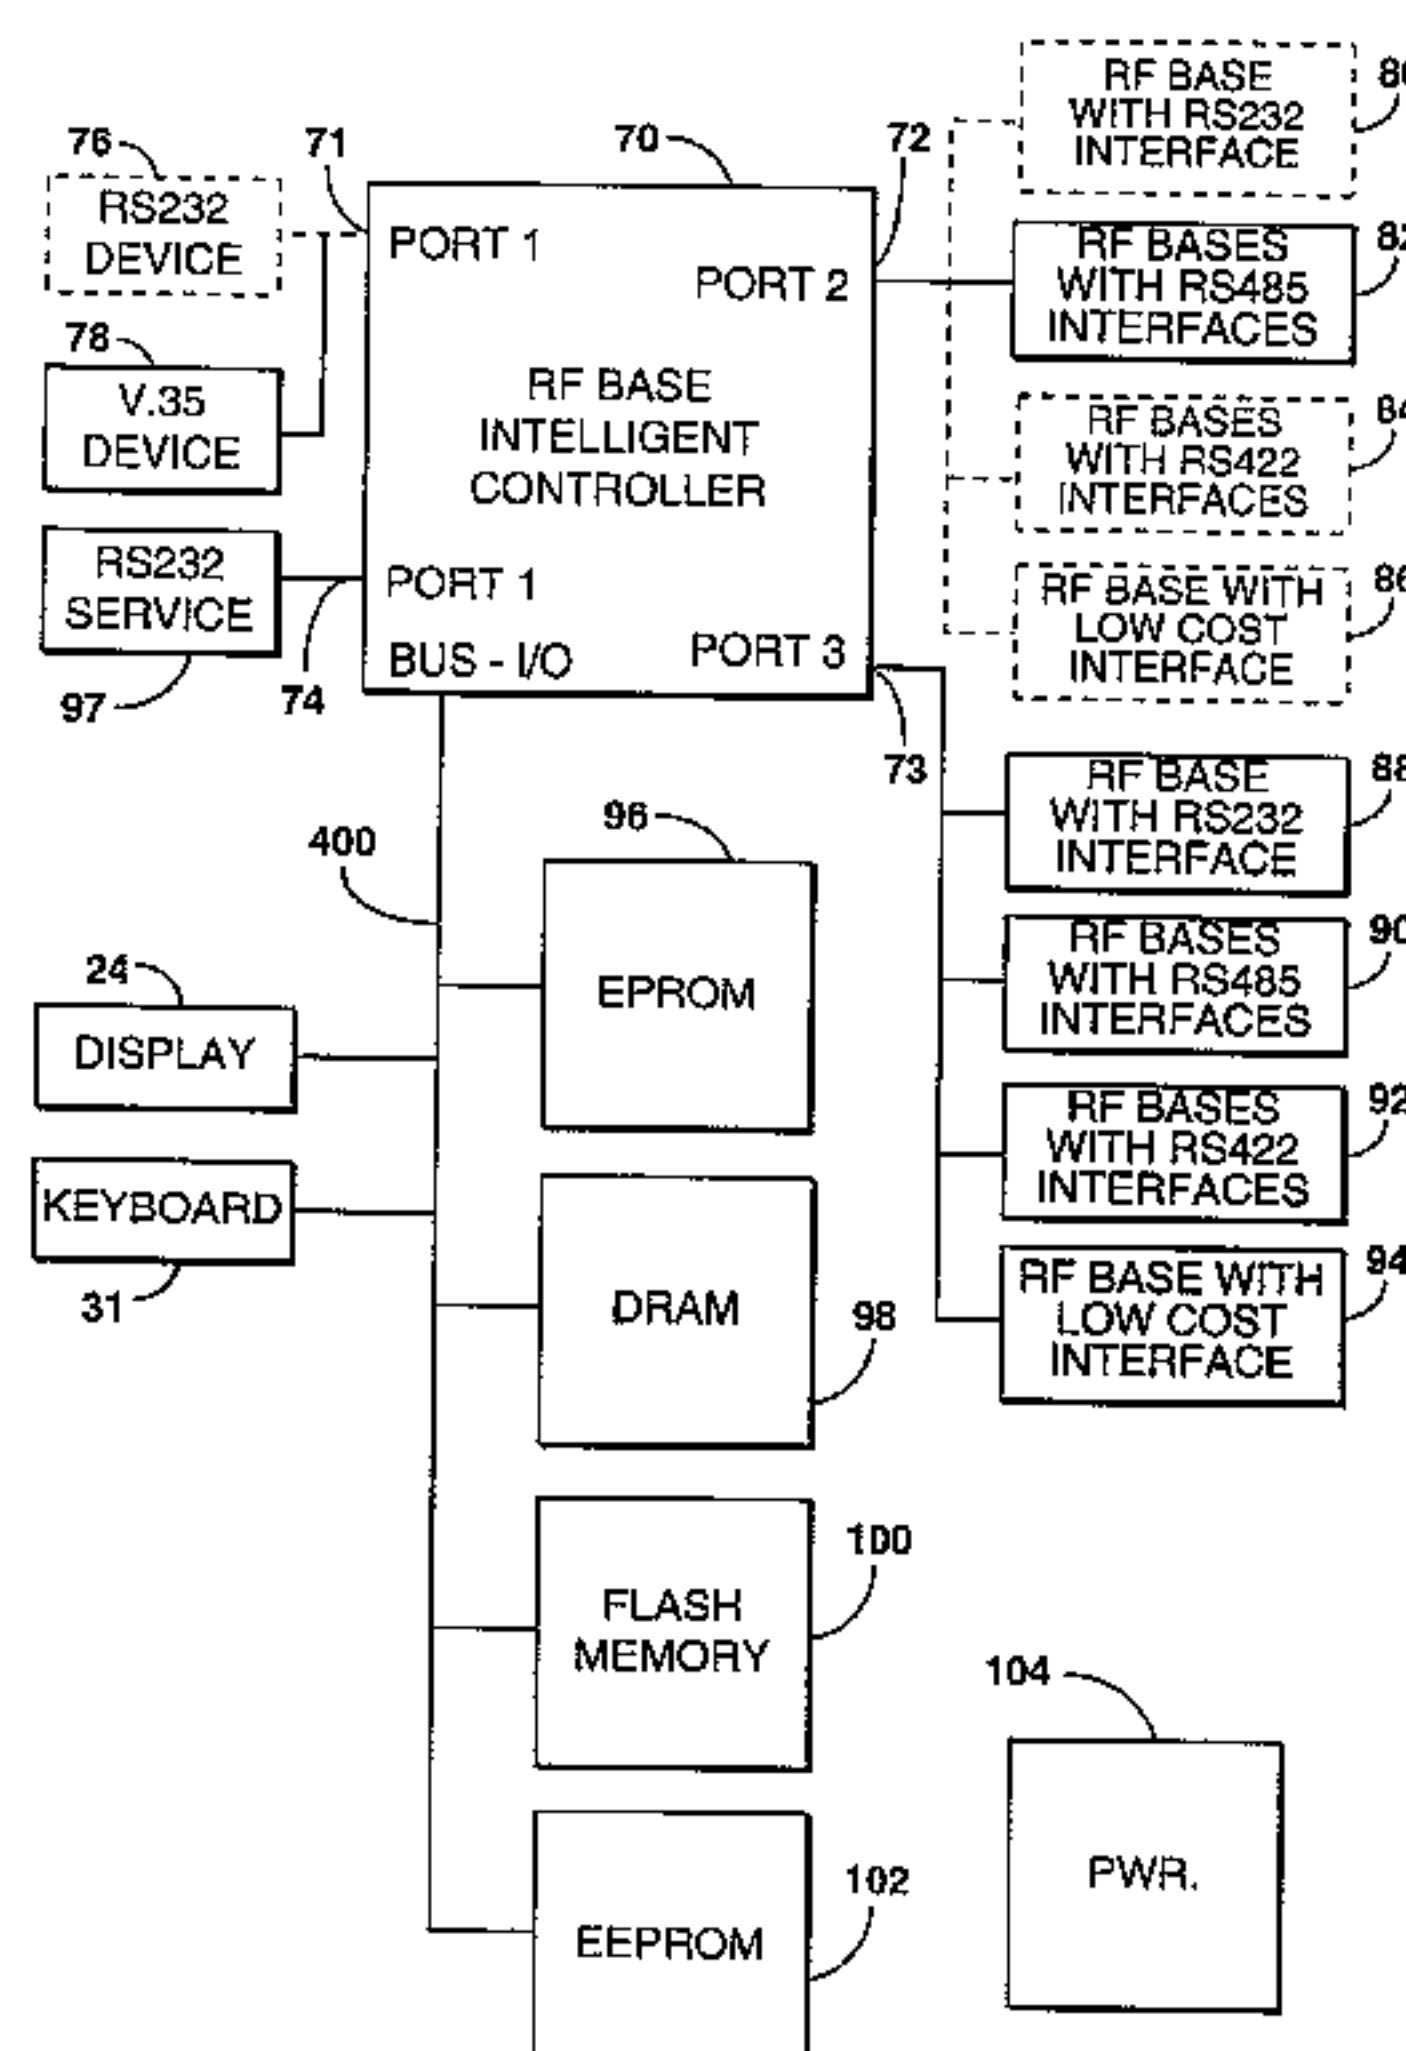 RF BASE
WITH RS232
INTERFACE
76
71
70
72
RS232
DEVICE
PORT 1
PORT 2
RF BASES
WITH RS485
INTERFACES
78
V.35
DEVICE
RF BASE
INTELLIGENT
CONTROLLER
RF BASES
WITH RS422
INTERFACES
RS232
SERVICE
97
PORT 1
74
BUS - I/O
PORT 3
73
RF BASE WITH
LOW COST
INTERFACE
RF BASE
WITH RS232
INTERFACE
400
96
EPROM
RF BASES
WITH RS485
INTERFACES
90
24
DISPLAY
KEYBOARD
31
RF BASES
WITH RS422
INTERFACES
92
DRAM
98
RF BASE WITH
LOW COST
INTERFACE
94
FLASH
MEMORY
100
104
PWR.
EEPROM
102